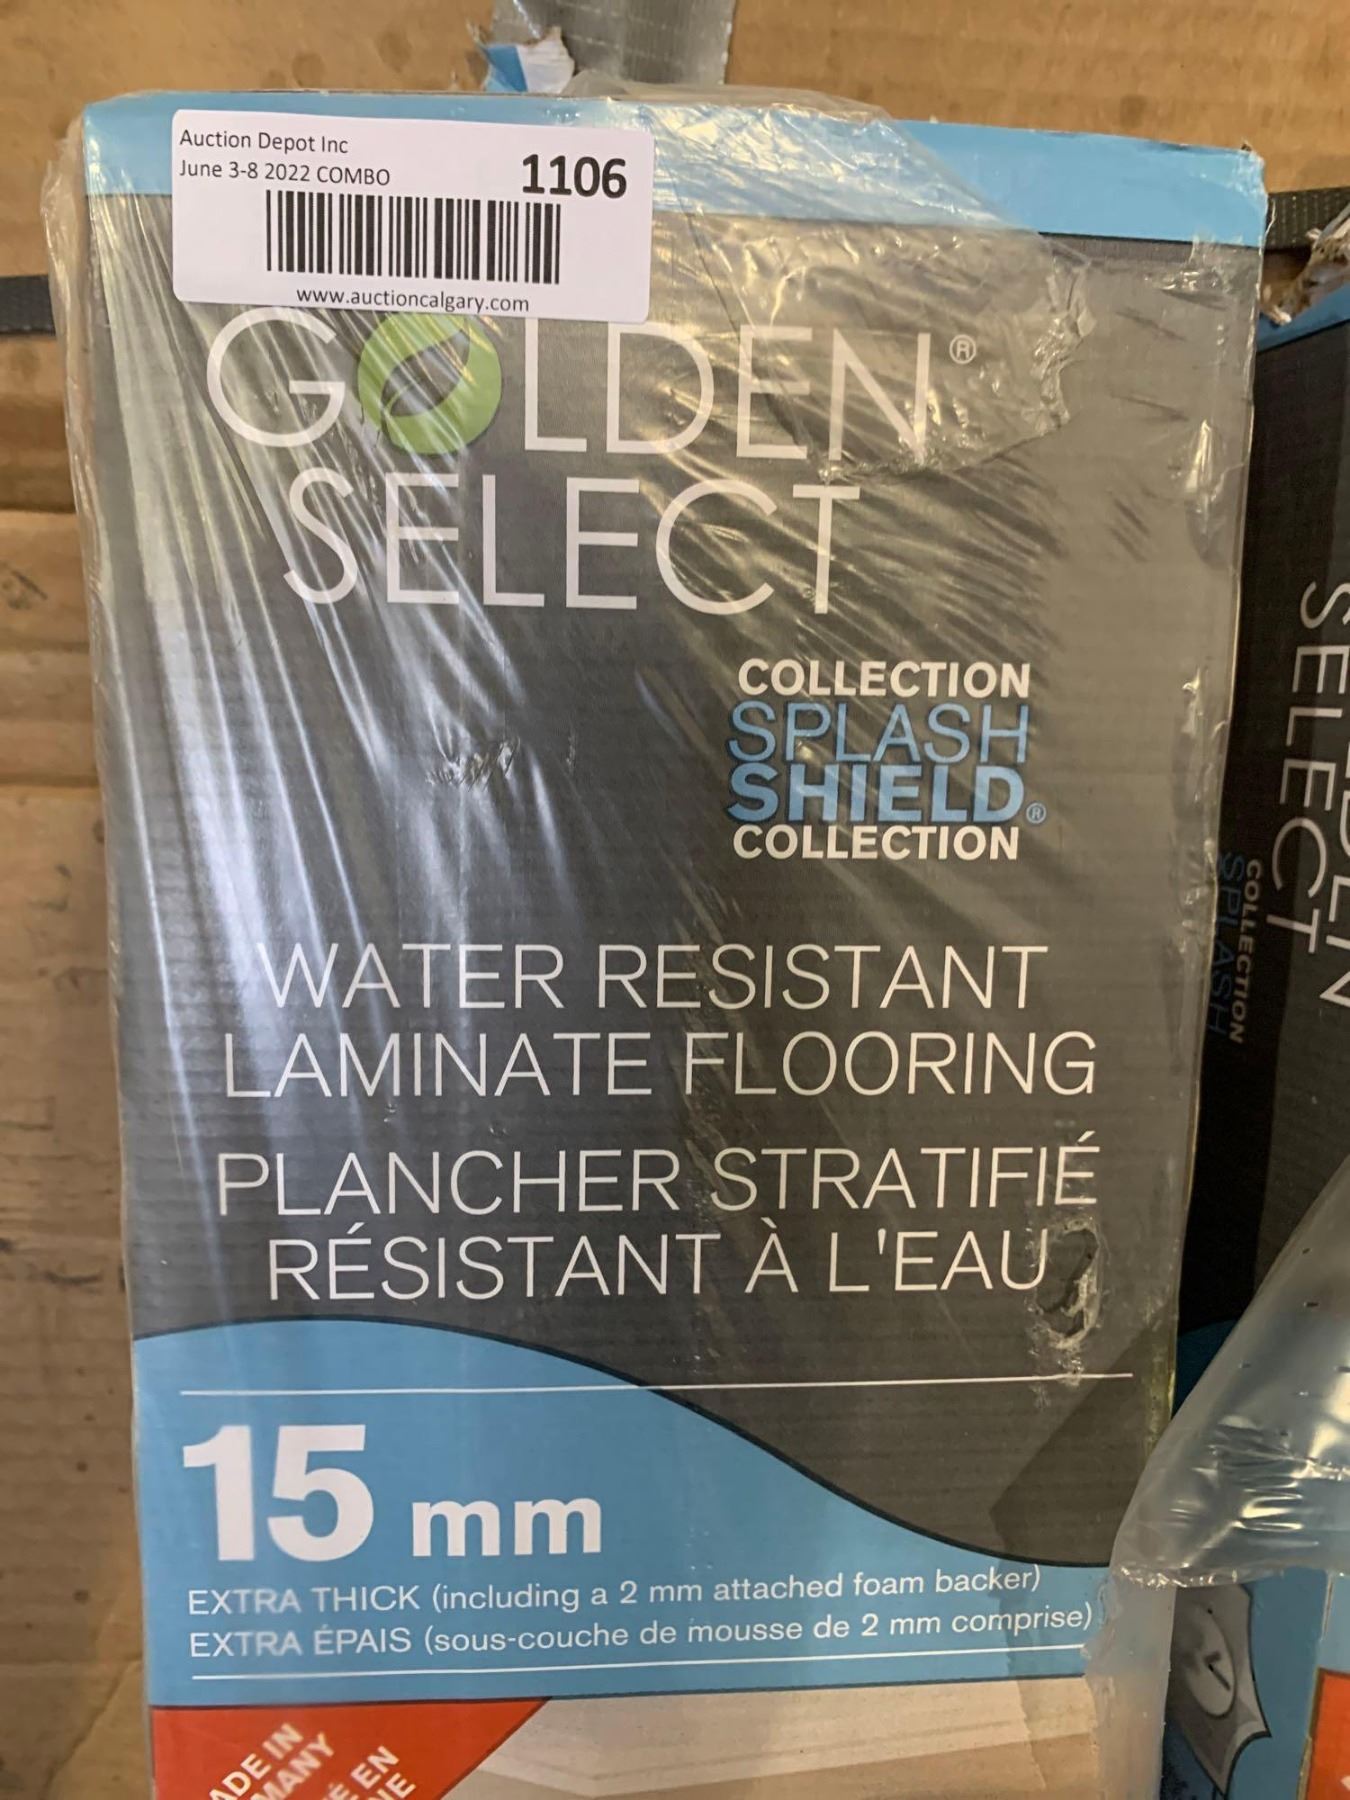 Auction Depot Inc
June 3-8 2022 COMBO
1106
www.auctioncalgary.com
GOLDEN®
SELECT
COLLECTION
SPLASH
SHIELD®
COLLECTION
WATER RESISTANT
LAMINATE FLOORING
PLANCHER STRATIFIÉ
RÉSISTANT À L'EAU
15 mm
EXTRA THICK (including a 2 mm attached foam backer)
EXTRA ÉPAIS (sous-couche de mousse de 2 mm comprise)
IN
EN
SELECT
COLLECTION
SPLASH